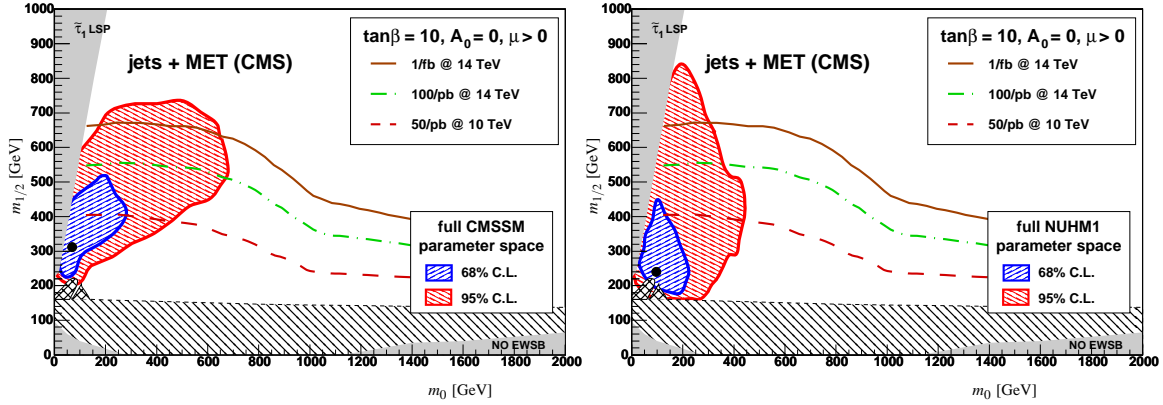 1000
900
800
700
600
500
400
300
200
100
0
m1/2 [GeV]
τ̃1 LSP
jets + MET (CMS)
tanβ = 10, A0 = 0, μ > 0
1/fb @ 14 TeV
100/pb @ 14 TeV
50/pb @ 10 TeV
full CMSSM
parameter space
68% C.L.
95% C.L.
NO EWSB
0 200 400 600 800 1000 1200 1400 1600 1800 2000
m0 [GeV]
1000
900
800
700
600
500
400
300
200
100
0
m1/2 [GeV]
τ̃1 LSP
jets + MET (CMS)
tanβ = 10, A0 = 0, μ > 0
1/fb @ 14 TeV
100/pb @ 14 TeV
50/pb @ 10 TeV
full NUHM1
parameter space
68% C.L.
95% C.L.
NO EWSB
0 200 400 600 800 1000 1200 1400 1600 1800 2000
m0 [GeV]